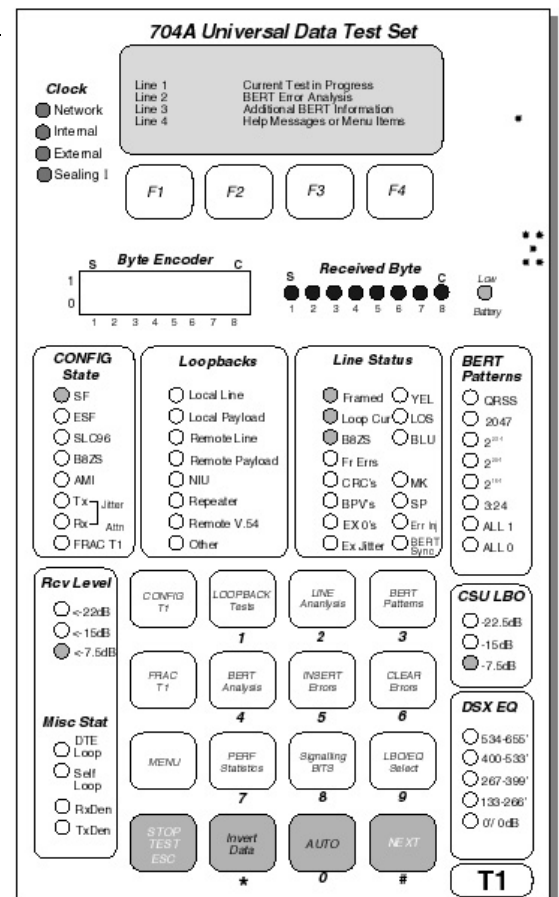 704A Universal Data Test Set
Clock
Network
Internal
External
Sealing I
Line 1 Current Test in Progress
Line 2 BERT Error Analysis
Line 3 Additional BERT Information
Line 4 Help Messages or Menu Items
F1 F2 F3 F4
S Byte Encoder C
1
0
1 2 3 4 5 6 7 8
S Received Byte C
1 2 3 4 5 6 7 8
Low
Battery
CONFIG
State
SF
ESF
SLC96
B8ZS
AMI
Tx
Rx
Jitter
Attn
FRAC T1
Loopbacks
Local Line
Local Payload
Remote Line
Remote Payload
NIU
Repeater
Remote V.54
Other
Line Status
Framed YEL
Loop Cur LOS
B8ZS BLU
Fr Errs
CRC's MK
BPV's SP
EX 0's Err Inj
Ex Jitter BERT Sync
BERT
Patterns
QRSS
2047
3:24
ALL 1
ALL 0
Rcv Level
<-22dB
<-15dB
<-7.5dB
Misc Stat
DTE
Loop
Self
Loop
RxDen
TxDen
CONFIG
T1
LOOPBACK
Tests
1
LINE
Ananlysis
2
BERT
Patterns
3
FRAC
T1
BERT
Analysis
4
INSERT
Errors
5
CLEAR
Errors
6
MENU
PERF
Statistics
7
Signalling
BITS
8
LBO/EQ
Select
9
STOP
TEST
ESC
Invert
Data
*
AUTO
0
NEXT
#
CSU LBO
-22.5dB
-15dB
-7.5dB
DSX EQ
534-655'
400-533'
267-399'
133-266'
0'/ 0dB
T1